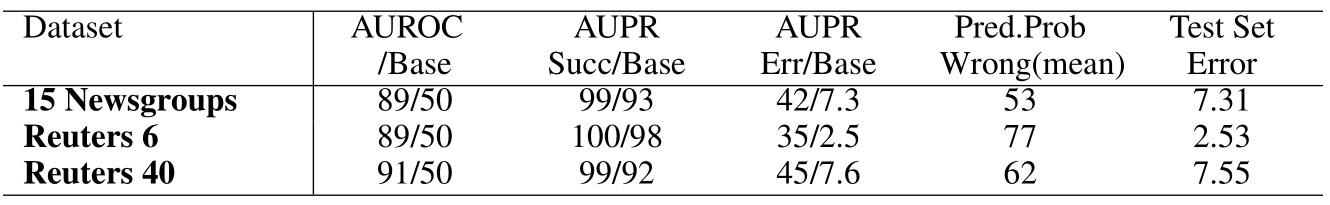 Dataset AUROC AUPR AUPR Pred.Prob Test Set
/Base Succ/Base Err/Base Wrong(mean) Error
15 Newsgroups 89/50 99/93 42/7.3 53 7.31
Reuters 6 89/50 100/98 35/2.5 77 2.53
Reuters 40 91/50 99/92 45/7.6 62 7.55